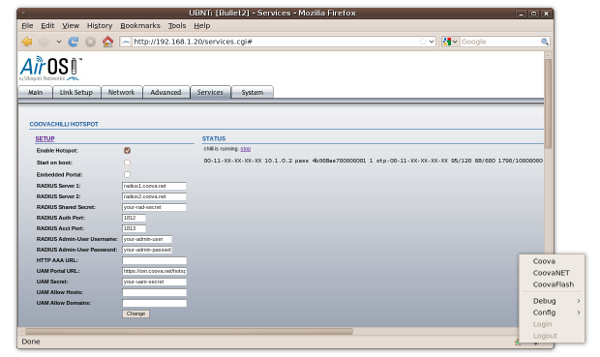 UBNT: [Bullet2] - Services - Mozilla Firefox
File Edit View History Bookmarks Tools Help
http://192.168.1.20/services.cgi#
Google
AirOS
by Ubiquiti Networks
Main Link Setup Network Advanced Services System
COOVACHILLI HOTSPOT
SETUP
STATUS
Enable Hotspot:
chilli is running. stop
Start on boot:
00-11-XX-XX-XX-XX 10.1.0.2 pass 4b068ae700000001 1 otp-00-11-XX-XX-XX-XX 95/120 68/600 1790/10000000
Embedded Portal:
RADIUS Server 1: radius1.coova.net
RADIUS Server 2: radius2.coova.net
RADIUS Shared Secret: your-rad-secret
RADIUS Auth Port: 1812
RADIUS Acct Port: 1813
RADIUS Admin-User Username: your-admin-user
RADIUS Admin-User Password: your-admin-passwd
HTTP AAA URL:
UAM Portal URL: https://om.coova.net/hotsp
UAM Secret: your-uam-secret
UAM Allow Hosts:
UAM Allow Domains:
Change
Done
Coova
CoovaNET
CoovaFlash
Debug
Config
Login
Logout